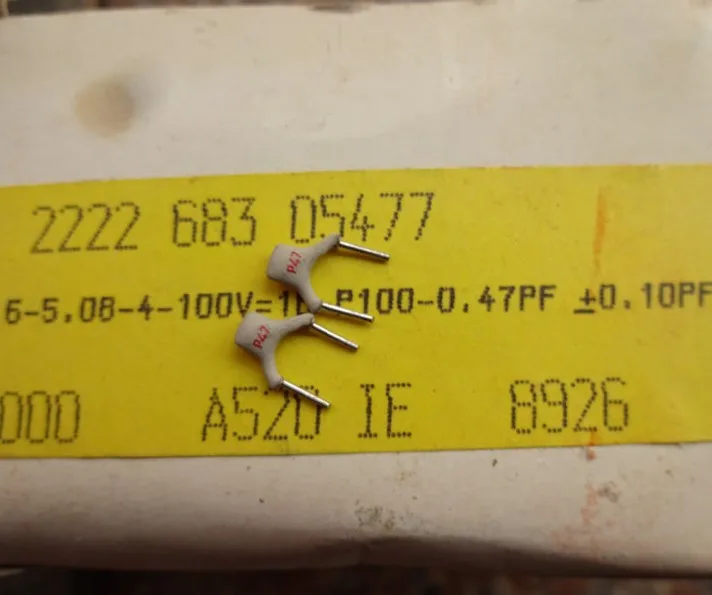 2222 683 05477
6-5.08-4-100V=1 P100-0.47PF ±0.10PF
000 A520 IE 8926
P47
P47